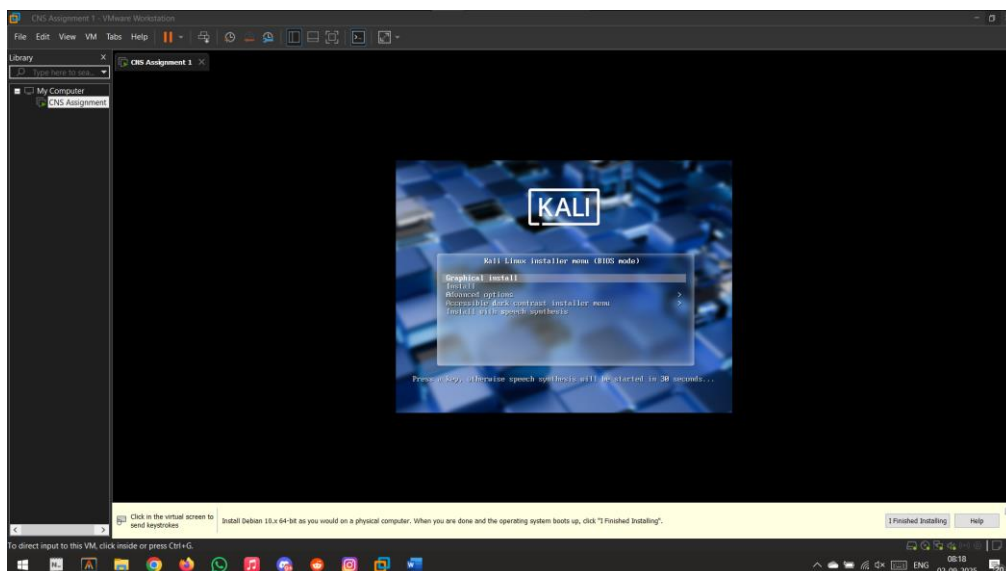 CNS Assignment 1 - VMware Workstation
File Edit View VM Tabs Help
Library X
Type here to sea...
CNS Assignment 1
My Computer
CNS Assignment
KALI
Kali Linux installer menu (BIOS mode)
Graphical install
Install
Advanced options >
Accessible dark contrast installer menu >
Install with speech synthesis
Press a key, otherwise speech synthesis will be started in 30 seconds...
Click in the virtual screen to
send keystrokes
Install Debian 10.x 64-bit as you would on a physical computer. When you are done and the operating system boots up, click "I Finished Installing".
I Finished Installing
Help
To direct input to this VM, click inside or press Ctrl+G.
ENG
08:18
02-09-2025